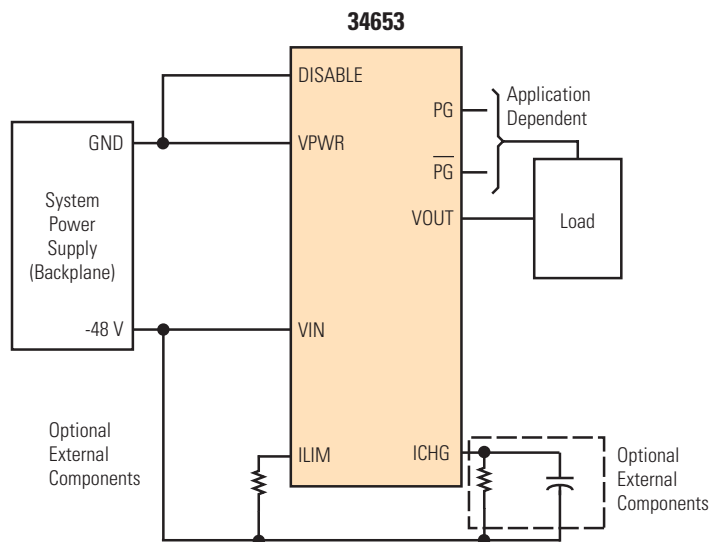 34653
DISABLE
PG
Application
Dependent
GND
VPWR
PG
System
Power
Supply
(Backplane)
VOUT
Load
-48 V
VIN
Optional
External
Components
ILIM
ICHG
Optional
External
Components